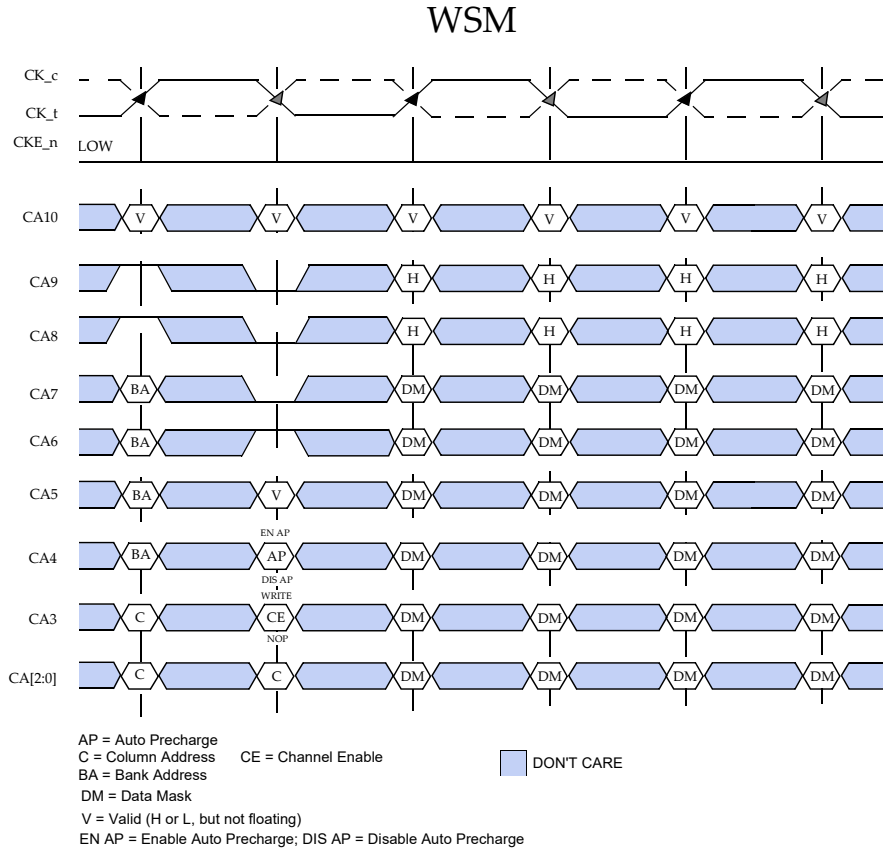 WSM
CK_c
CK_t
CKE_n LOW
CA10 V V V V V V
CA9 H H H H
CA8 H H H H
CA7 BA DM DM DM DM
CA6 BA DM DM DM DM
CA5 BA V DM DM DM DM
EN AP
CA4 BA AP DM DM DM DM
DIS AP
WRITE
CA3 C CE DM DM DM DM
NOP
CA[2:0] C C DM DM DM DM
AP = Auto Precharge
C = Column Address CE = Channel Enable
DON'T CARE
BA = Bank Address
DM = Data Mask
V = Valid (H or L, but not floating)
EN AP = Enable Auto Precharge; DIS AP = Disable Auto Precharge